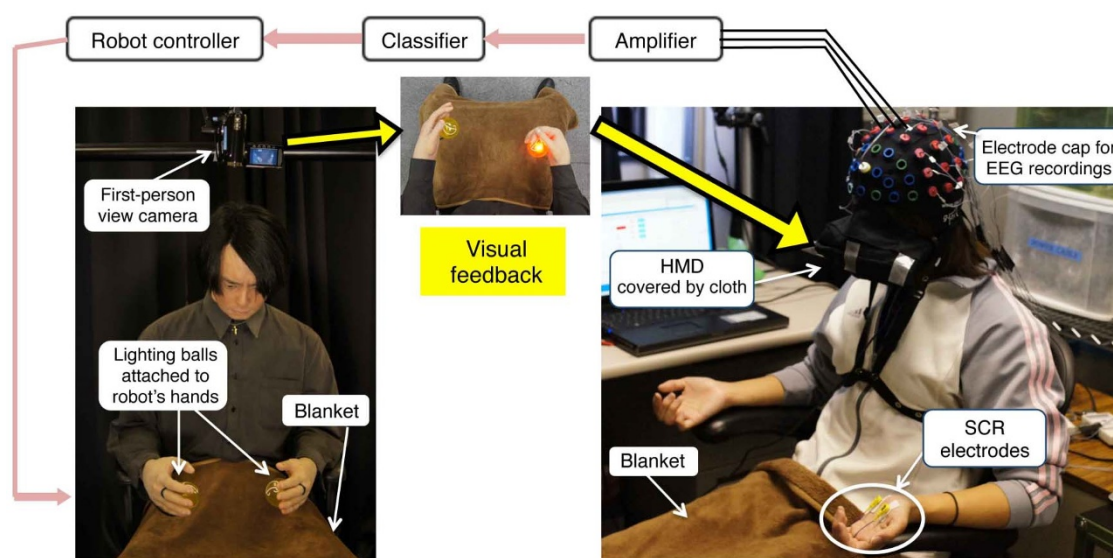 Robot controller
Classifier
Amplifier
First-person
view camera
Visual
feedback
Electrode cap for
EEG recordings
HMD
covered by cloth
Lighting balls
attached to
robot's hands
Blanket
SCR
electrodes
Blanket